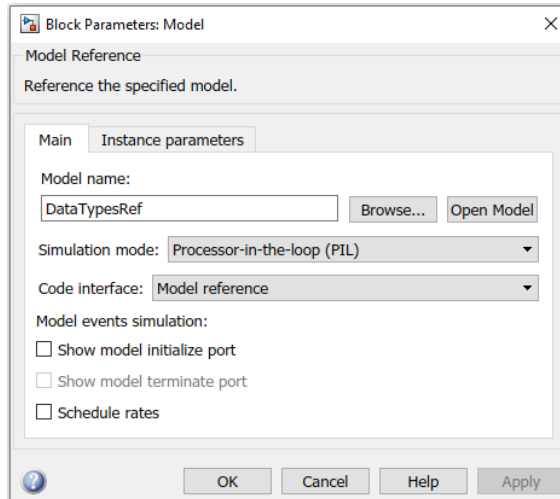 Block Parameters: Model
Model Reference
Reference the specified model.
Main Instance parameters
Model name:
DataTypesRef Browse... Open Model
Simulation mode: Processor-in-the-loop (PIL)
Code interface: Model reference
Model events simulation:
Show model initialize port
Show model terminate port
Schedule rates
? OK Cancel Help Apply